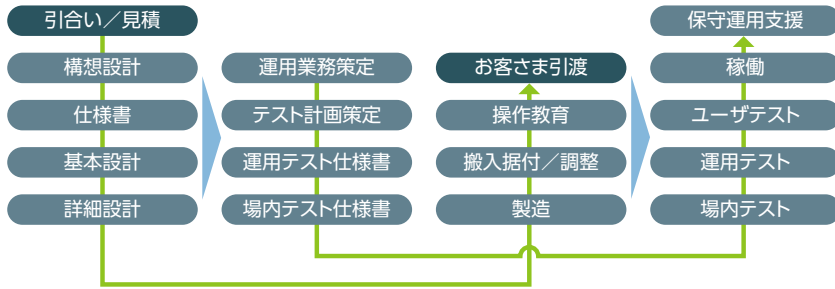 引合い／見積
構想設計
仕様書
基本設計
詳細設計
運用業務策定
テスト計画策定
運用テスト仕様書
場内テスト仕様書
お客さま引渡
操作教育
搬入据付／調整
製造
保守運用支援
稼働
ユーザテスト
運用テスト
場内テスト